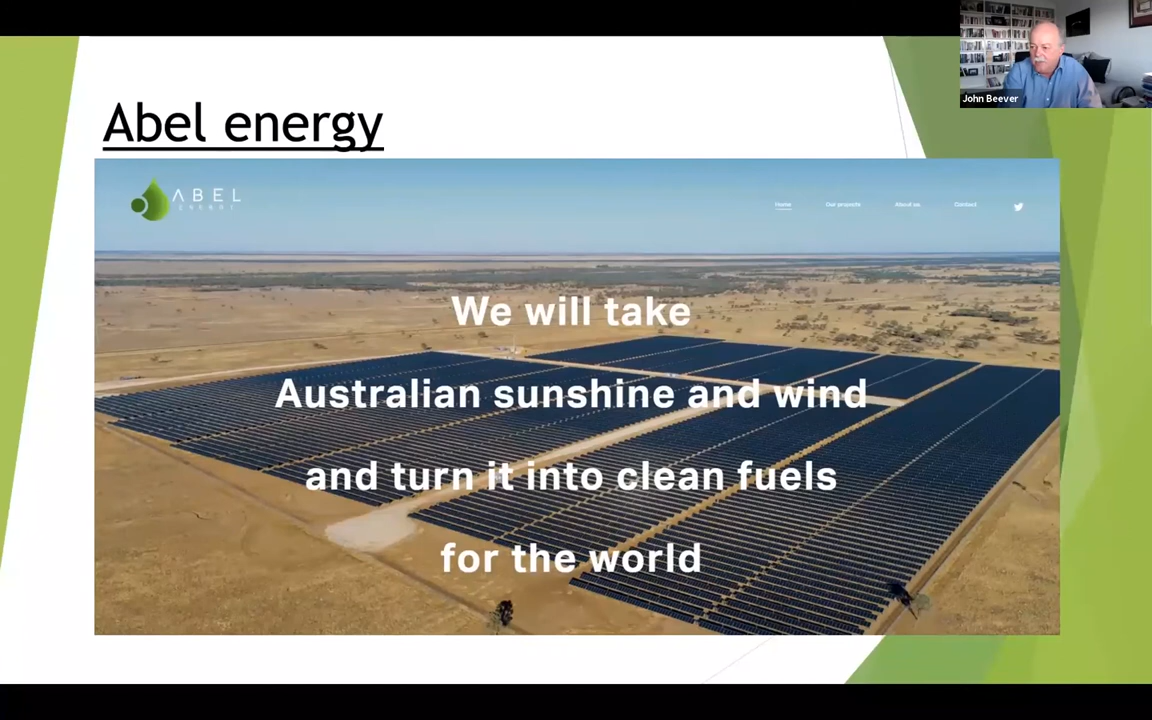 John Beever
Abel energy
ABEL
ENERGY
Home
Our projects
About us
Contact
We will take
Australian sunshine and wind
and turn it into clean fuels
for the world